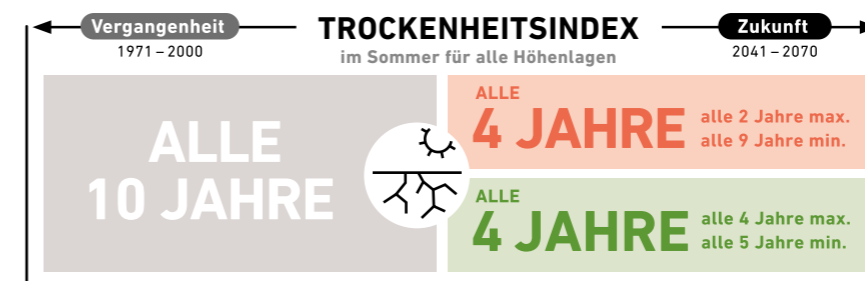 Vergangenheit
1971 – 2000
TROCKENHEITSINDEX
im Sommer für alle Höhenlagen
Zukunft
2041 – 2070
ALLE
10 JAHRE
ALLE
4 JAHRE
alle 2 Jahre max.
alle 9 Jahre min.
ALLE
4 JAHRE
alle 4 Jahre max.
alle 5 Jahre min.